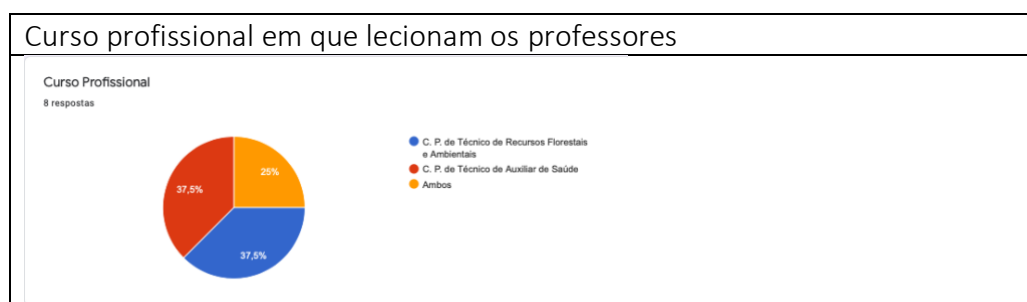 Curso profissional em que lecionam os professores
Curso Profissional
8 respostas
C. P. de Técnico de Recursos Florestais
e Ambientais
C. P. de Técnico de Auxiliar de Saúde
Ambos
25%
37,5%
37,5%